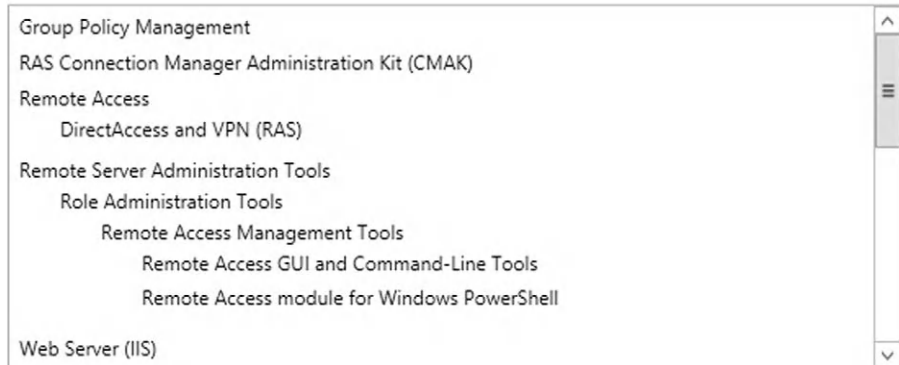 Group Policy Management
RAS Connection Manager Administration Kit (CMAK)
Remote Access
DirectAccess and VPN (RAS)
Remote Server Administration Tools
Role Administration Tools
Remote Access Management Tools
Remote Access GUI and Command-Line Tools
Remote Access module for Windows PowerShell
Web Server (IIS)